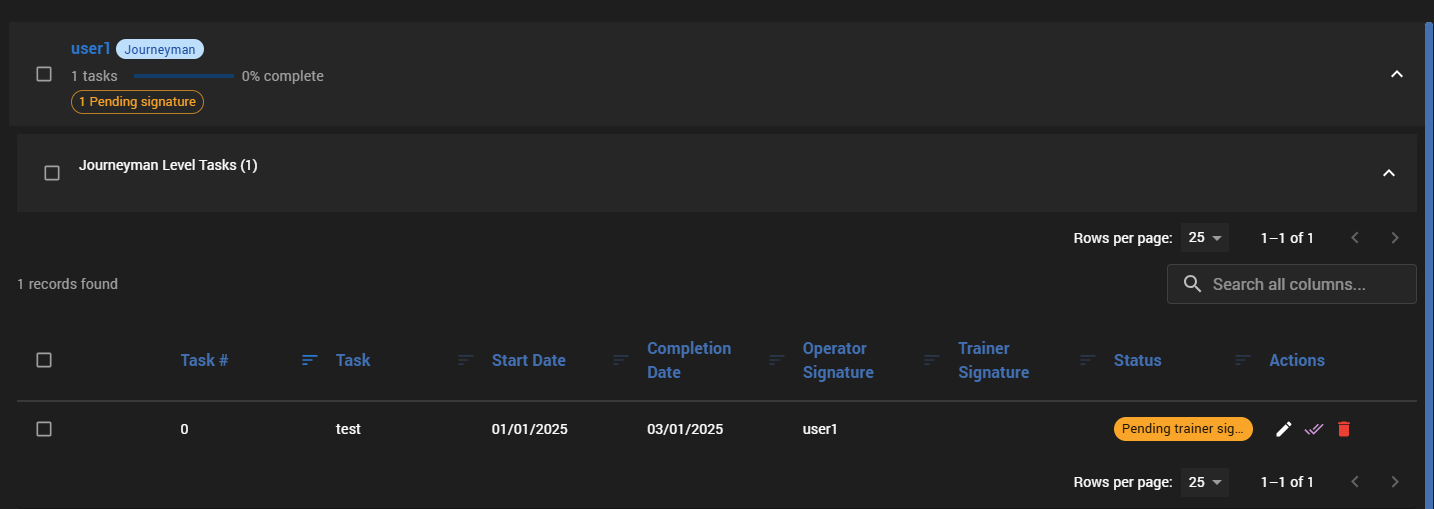 user1 Journeyman
1 tasks 0% complete
1 Pending signature
Journeyman Level Tasks (1)
Rows per page: 25 1–1 of 1
1 records found
Search all columns...
Task # Task Start Date Completion Date Operator Signature Trainer Signature Status Actions
0 test 01/01/2025 03/01/2025 user1 Pending trainer sig...
Rows per page: 25 1–1 of 1